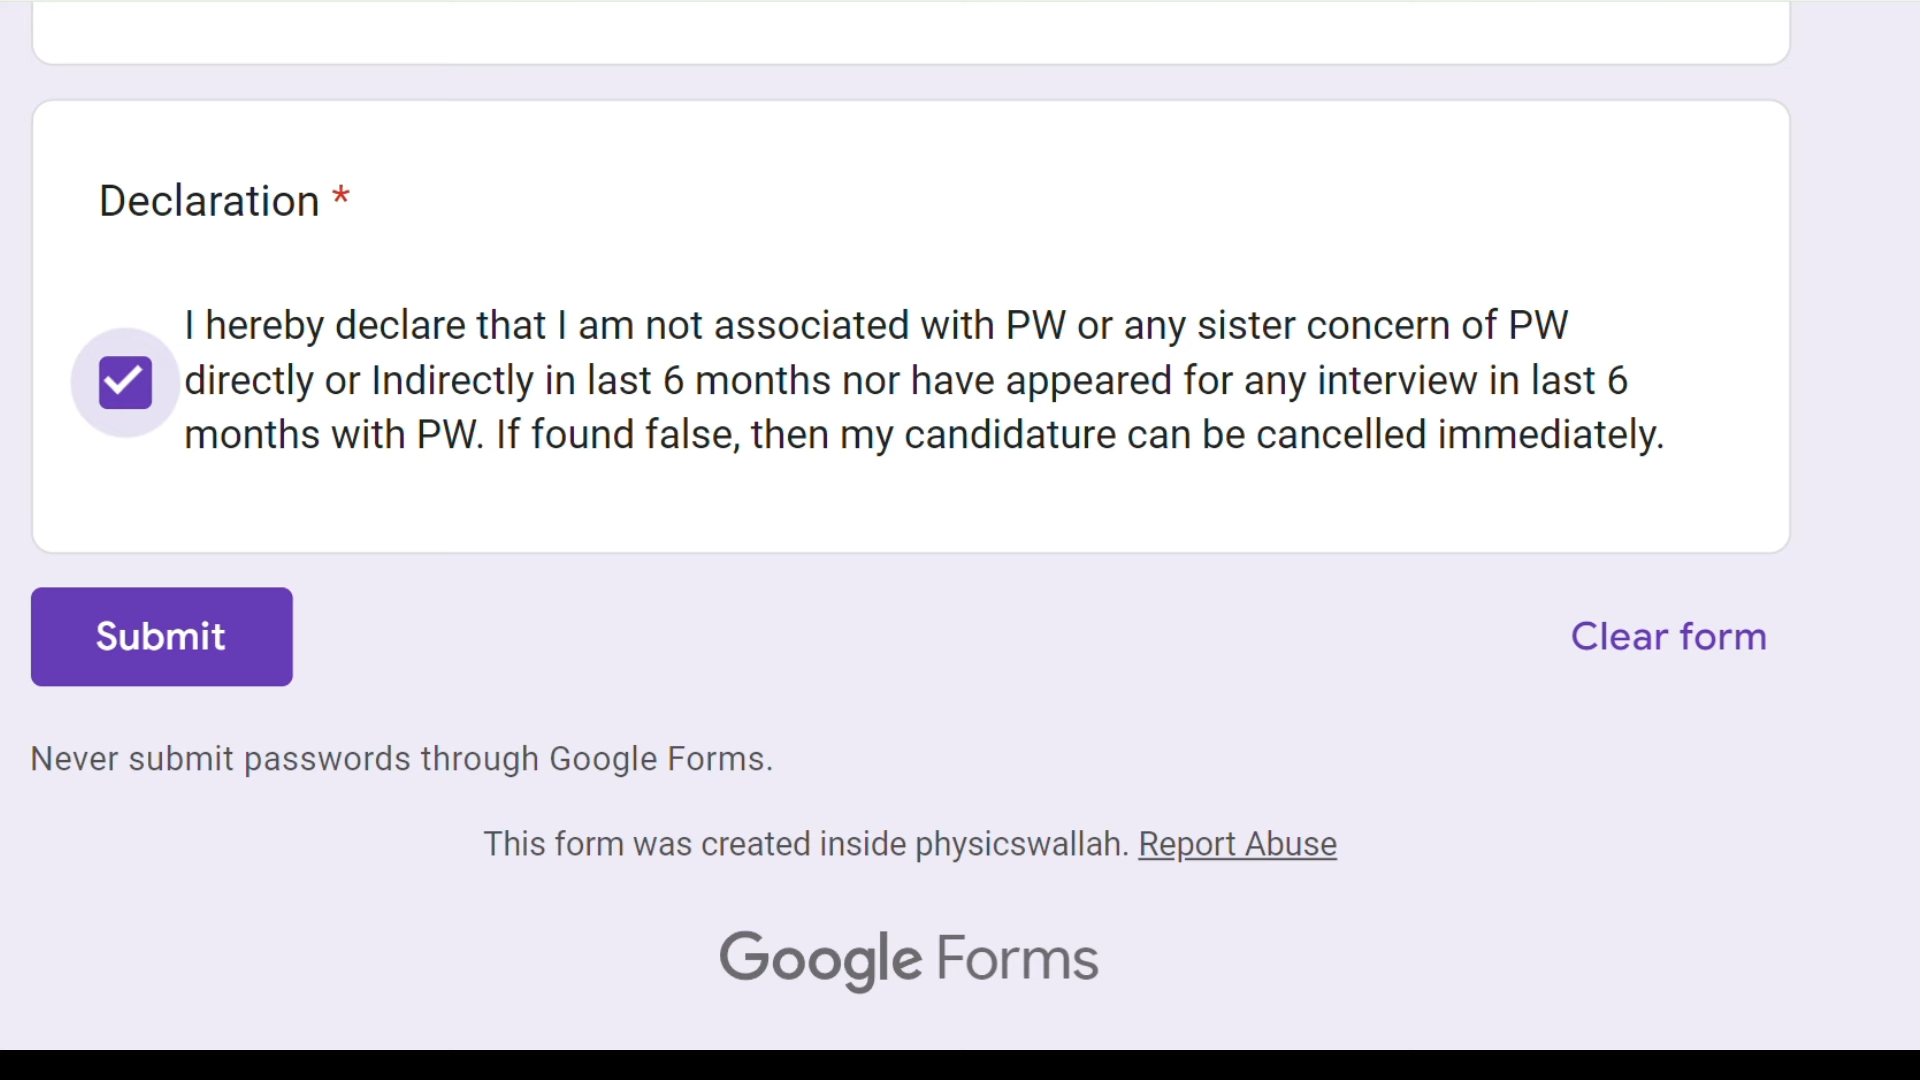 Declaration *
I hereby declare that I am not associated with PW or any sister concern of PW
directly or Indirectly in last 6 months nor have appeared for any interview in last 6
months with PW. If found false, then my candidature can be cancelled immediately.
Submit
Clear form
Never submit passwords through Google Forms.
This form was created inside physicswallah. Report Abuse
Google Forms